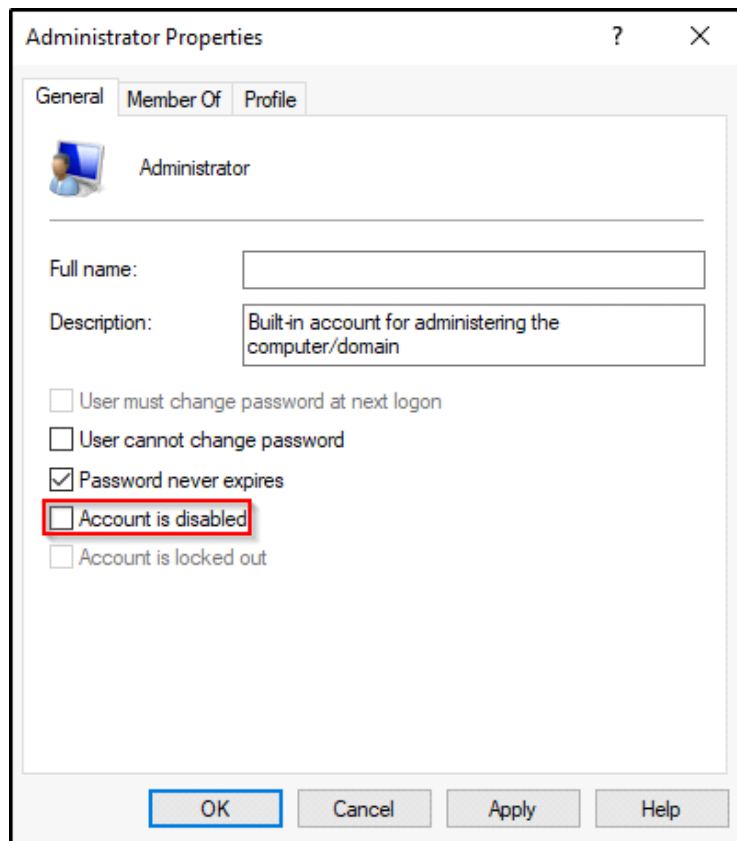 Administrator Properties
?
General
Member Of
Profile
Administrator
Full name:
Description:
Built-in account for administering the
computer/domain
User must change password at next logon
User cannot change password
Password never expires
Account is disabled
Account is locked out
OK
Cancel
Apply
Help